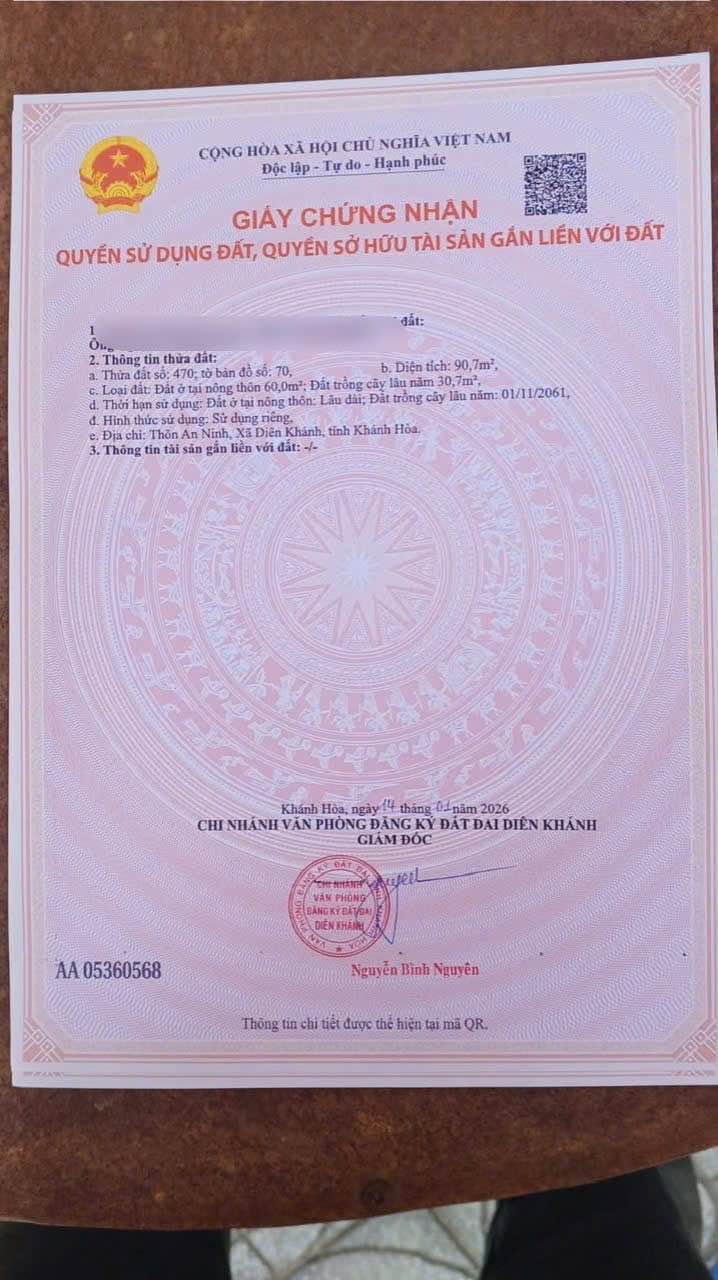 CỘNG HÒA XÃ HỘI CHỦ NGHĨA VIỆT NAM
Độc lập - Tự do - Hạnh phúc
GIẤY CHỨNG NHẬN
QUYỀN SỬ DỤNG ĐẤT, QUYỀN SỞ HỮU TÀI SẢN GẮN LIỀN VỚI ĐẤT
1 đất:
2. Thông tin thửa đất:
a. Thửa đất số: 470; tờ bản đồ số: 70, b. Diện tích: 90,7m²,
c. Loại đất: Đất ở tại nông thôn 60,0m²; Đất trồng cây lâu năm 30,7m²,
d. Thời hạn sử dụng: Đất ở tại nông thôn: Lâu dài; Đất trồng cây lâu năm: 01/11/2061,
đ. Hình thức sử dụng: Sử dụng riêng,
e. Địa chỉ: Thôn An Ninh, Xã Diên Khánh, tỉnh Khánh Hòa.
3. Thông tin tài sản gắn liền với đất: -/-
Khánh Hòa, ngày 14 tháng 01 năm 2026
CHI NHÁNH VĂN PHÒNG ĐĂNG KÝ ĐẤT ĐAI DIÊN KHÁNH
GIÁM ĐỐC
CHI NHÁNH
VĂN PHÒNG
ĐĂNG KÝ ĐẤT ĐAI
DIÊN KHÁNH
Nguyễn Bình Nguyên
AA 05360568
Thông tin chi tiết được thể hiện tại mã QR.